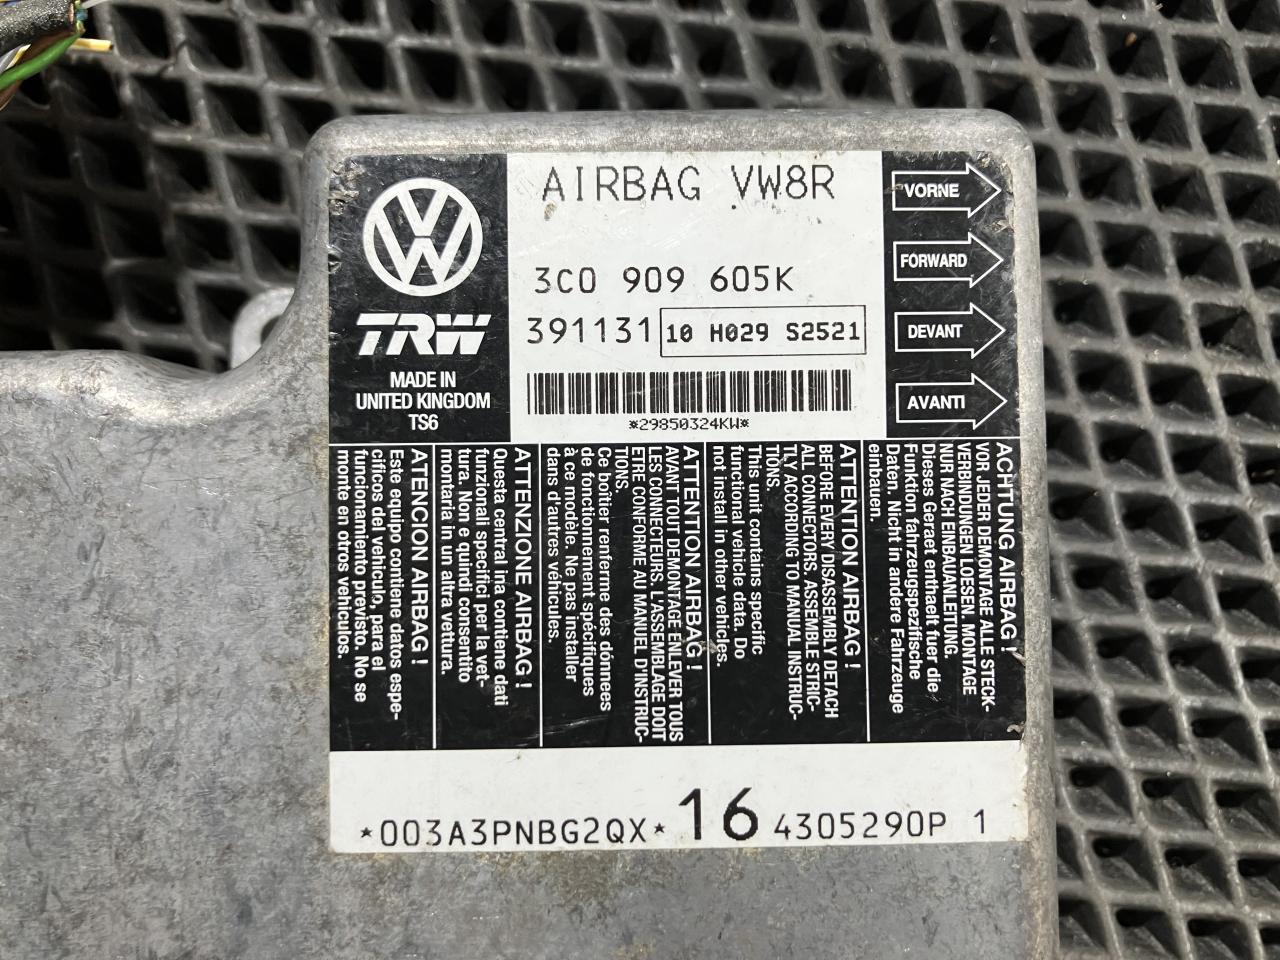 AIRBAG VW8R
VORNE
FORWARD
DEVANT
AVANTI
3C0 909 605K
391131 10 H029 S2521
*29850324KW*
TRW
MADE IN
UNITED KINGDOM
TS6
ACHTUNG AIRBAG !
VOR JEDER DEMONTAGE ALLE STECK-
VERBINDUNGEN LOESEN. MONTAGE
NUR NACH EINBAUANLEITUNG.
Dieses Geraet enthaelt fuer die
Funktion fahrzeugspezifische
Daten. Nicht in andere Fahrzeuge
einbauen.
ATTENTION AIRBAG !
BEFORE EVERY DISASSEMBLY DETACH
ALL CONNECTORS, ASSEMBLE STRIC-
TLY ACCORDING TO MANUAL INSTRUC-
TIONS.
This unit contains specific
functional vehicle data. Do
not install in other vehicles.
ATTENTION AIRBAG !
AVANT TOUT DEMONTAGE ENLEVER TOUS
LES CONNECTEURS. L'ASSEMBLAGE DOIT
ETRE CONFORME AU MANUEL D'INSTRUC-
TIONS.
Ce boîtier renferme des données
de fonctionnement spécifiques
à ce modèle. Ne pas installer
dans d'autres véhicules.
ATTENZIONE AIRBAG !
Questa central ina contiene dati
funzionali specifici per la vet-
tura. Non e quindi consentito
montarla in un altra vettura.
ATENCION AIRBAG !
Este equipo contiene datos espe-
cificos del vehiculo, para el
funcionamiento previsto. No se
monte en otros vehiculos.
*003A3PNBG2QX* 16 4305290P 1